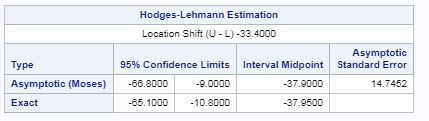 Hodges-Lehmann Estimation
Location Shift (U - L) -33.4000
Type 95% Confidence Limits Interval Midpoint Asymptotic Standard Error
Asymptotic (Moses) -66.8000 -9.0000 -37.9000 14.7452
Exact -65.1000 -10.8000 -37.9500